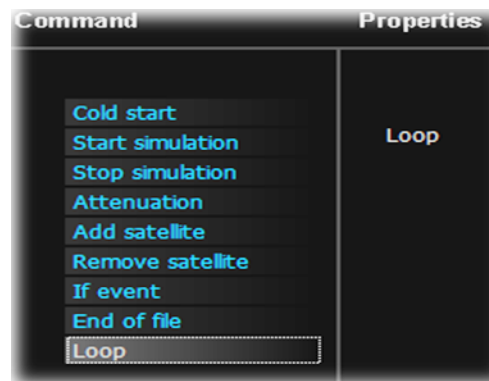 Command Properties
Cold start
Start simulation
Loop
Stop simulation
Attenuation
Add satellite
Remove satellite
If event
End of file
Loop